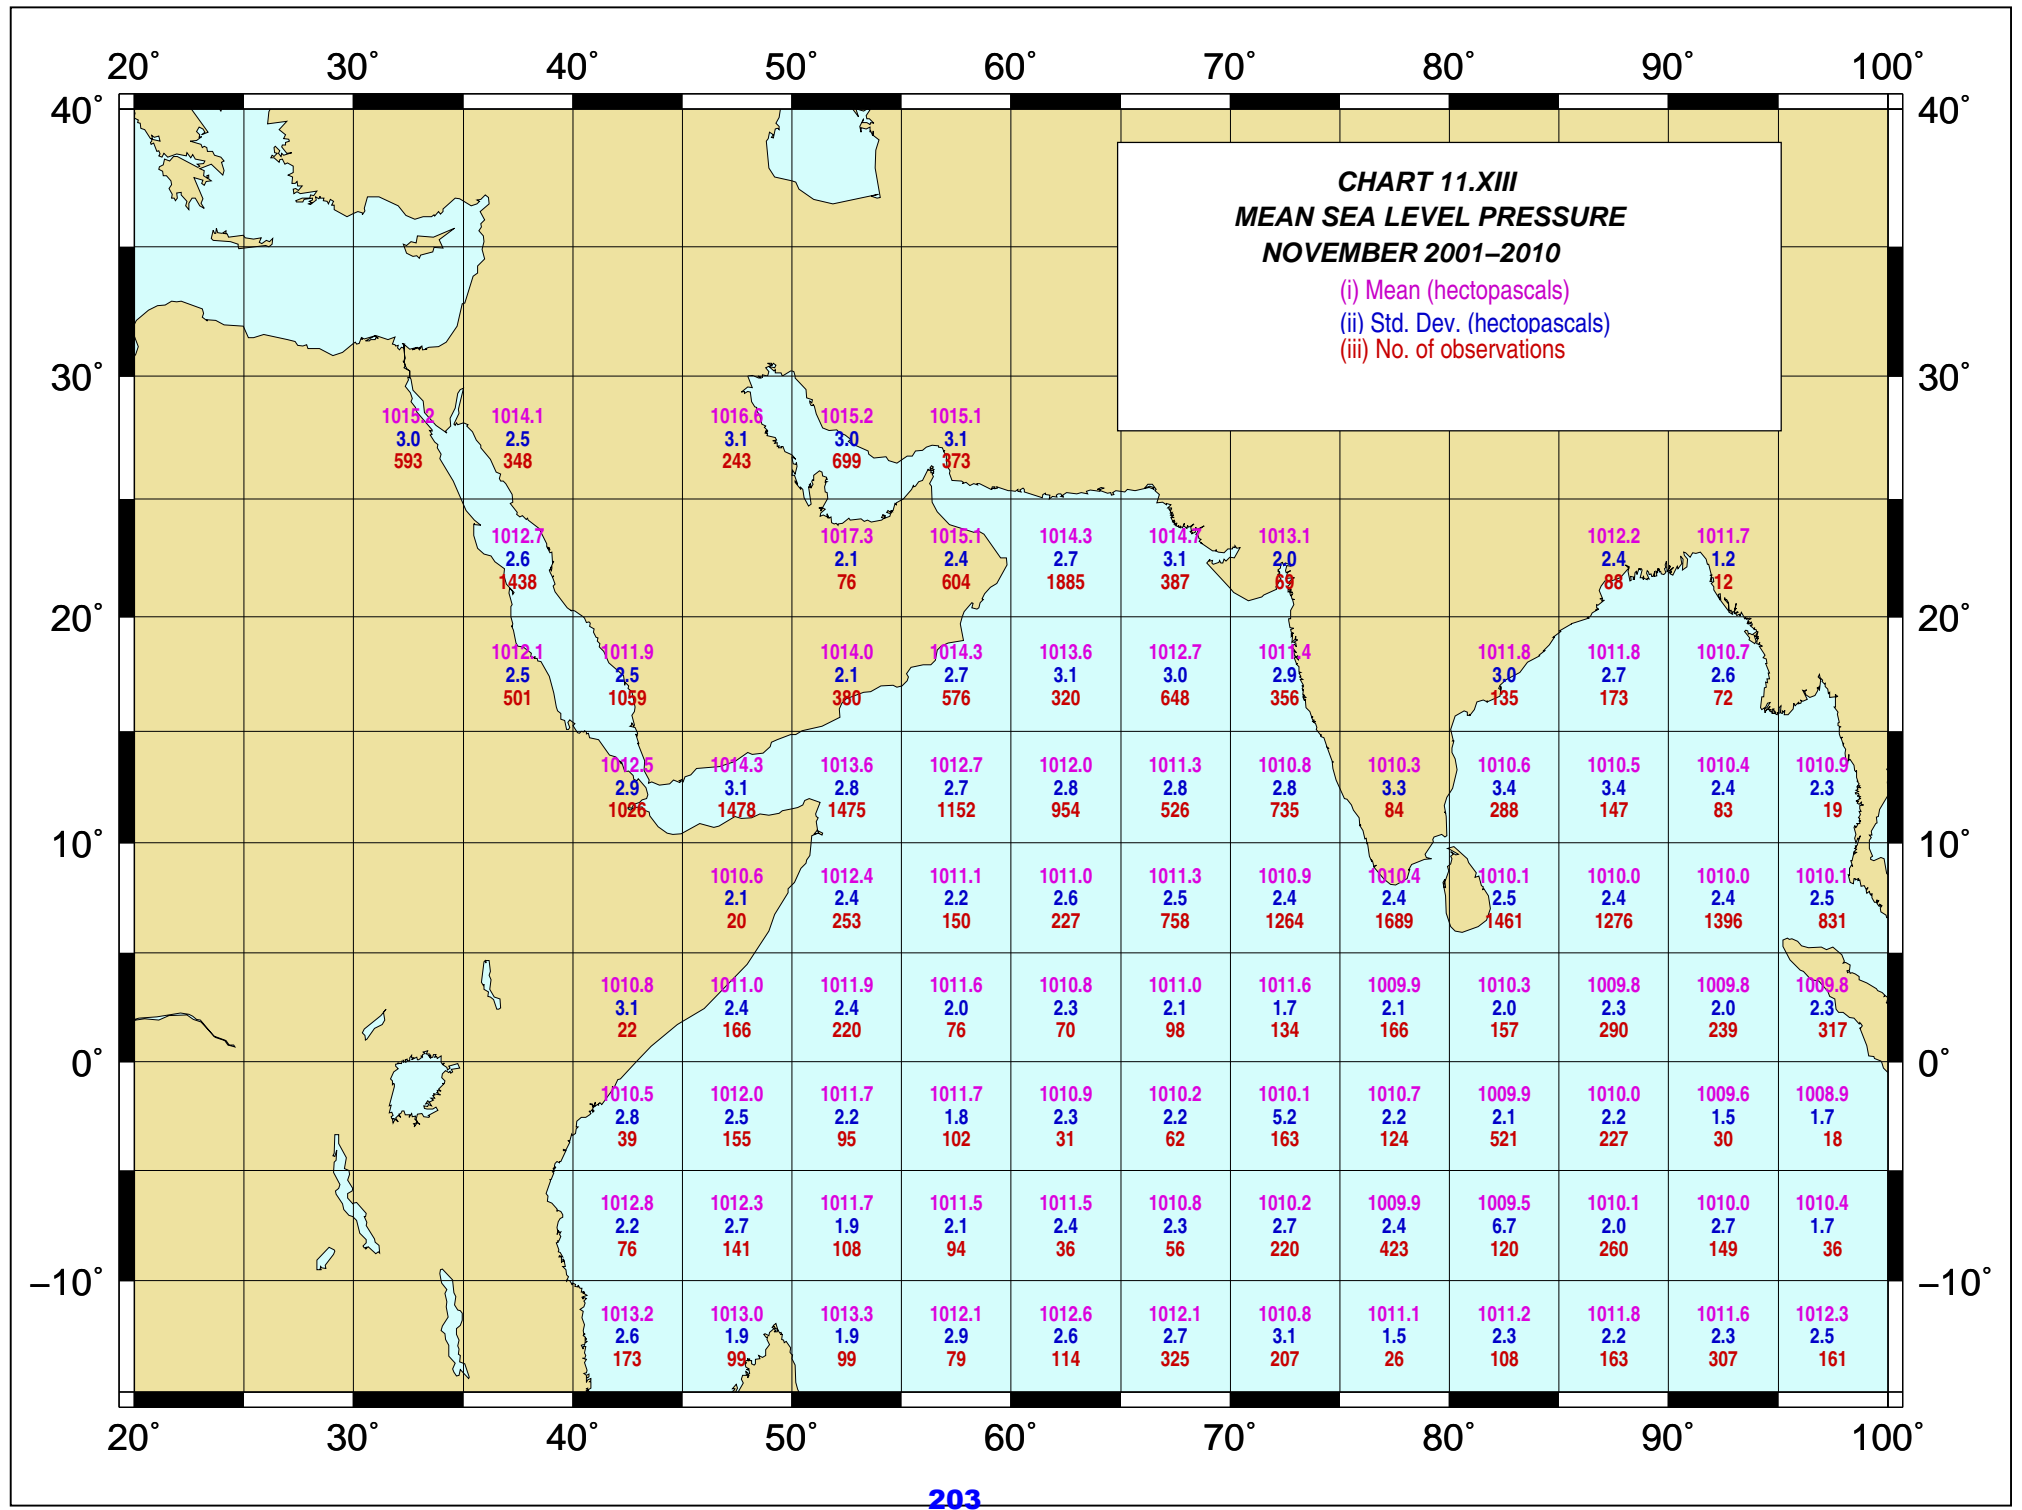 20° 30° 40° 50° 60° 70° 80° 90° 100°
40° 40°
CHART 11.XIII
MEAN SEA LEVEL PRESSURE
NOVEMBER 2001–2010
(i) Mean (hectopascals)
(ii) Std. Dev. (hectopascals)
(iii) No. of observations
30° 30°
1015.2 1014.1 1016.6 1015.2 1015.1
3.0 2.5 3.1 3.0 3.1
593 348 243 699 373
1012.7 1017.3 1015.1 1014.3 1014.7 1013.1 1012.2 1011.7
2.6 2.1 2.4 2.7 3.1 2.0 2.4 1.2
1438 76 604 1885 387 69 88 12
20° 20°
1012.1 1011.9 1014.0 1014.3 1013.6 1012.7 1011.4 1011.8 1011.8 1010.7
2.5 2.5 2.1 2.7 3.1 3.0 2.9 3.0 2.7 2.6
501 1059 380 576 320 648 356 135 173 72
1012.5 1014.3 1013.6 1012.7 1012.0 1011.3 1010.8 1010.3 1010.6 1010.5 1010.4 1010.9
2.9 3.1 2.8 2.7 2.8 2.8 2.8 3.3 3.4 3.4 2.4 2.3
1026 1478 1475 1152 954 526 735 84 288 147 83 19
10° 10°
1010.6 1012.4 1011.1 1011.0 1011.3 1010.9 1010.4 1010.1 1010.0 1010.0 1010.1
2.1 2.4 2.2 2.6 2.5 2.4 2.4 2.5 2.4 2.4 2.5
20 253 150 227 758 1264 1689 1461 1276 1396 831
1010.8 1011.0 1011.9 1011.6 1010.8 1011.0 1011.6 1009.9 1010.3 1009.8 1009.8 1009.8
3.1 2.4 2.4 2.0 2.3 2.1 1.7 2.1 2.0 2.3 2.0 2.3
22 166 220 76 70 98 134 166 157 290 239 317
0° 0°
1010.5 1012.0 1011.7 1011.7 1010.9 1010.2 1010.1 1010.7 1009.9 1010.0 1009.6 1008.9
2.8 2.5 2.2 1.8 2.3 2.2 5.2 2.2 2.1 2.2 1.5 1.7
39 155 95 102 31 62 163 124 521 227 30 18
1012.8 1012.3 1011.7 1011.5 1011.5 1010.8 1010.2 1009.9 1009.5 1010.1 1010.0 1010.4
2.2 2.7 1.9 2.1 2.4 2.3 2.7 2.4 6.7 2.0 2.7 1.7
76 141 108 94 36 56 220 423 120 260 149 36
–10° –10°
1013.2 1013.0 1013.3 1012.1 1012.6 1012.1 1010.8 1011.1 1011.2 1011.8 1011.6 1012.3
2.6 1.9 1.9 2.9 2.6 2.7 3.1 1.5 2.3 2.2 2.3 2.5
173 99 99 79 114 325 207 26 108 163 307 161
20° 30° 40° 50° 60° 70° 80° 90° 100°
203